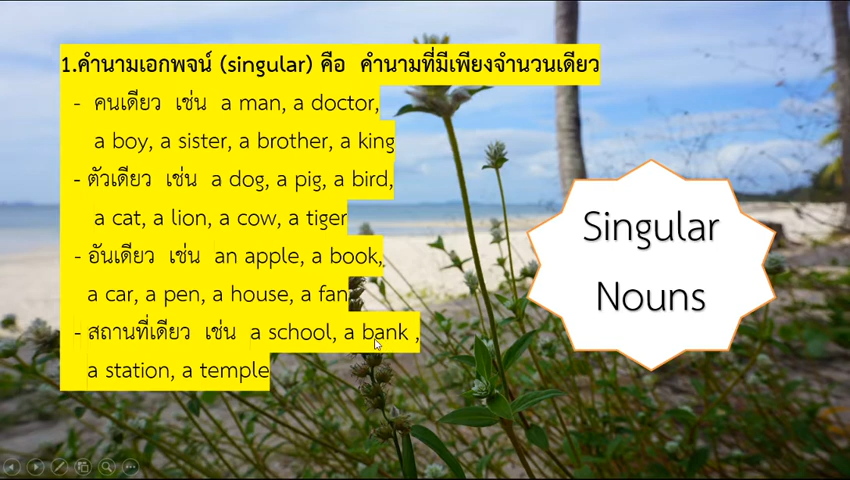 1.คำนามเอกพจน์ (singular) คือ  คำนามที่มีเพียงจำนวนเดียว
-  คนเดียว  เช่น  a man, a doctor,
a boy, a sister, a brother, a king
- ตัวเดียว  เช่น  a dog, a pig, a bird,
a cat, a lion, a cow, a tiger
- อันเดียว  เช่น  an apple, a book,
a car, a pen, a house, a fan
- สถานที่เดียว  เช่น  a school, a bank ,
a station, a temple
Singular
Nouns